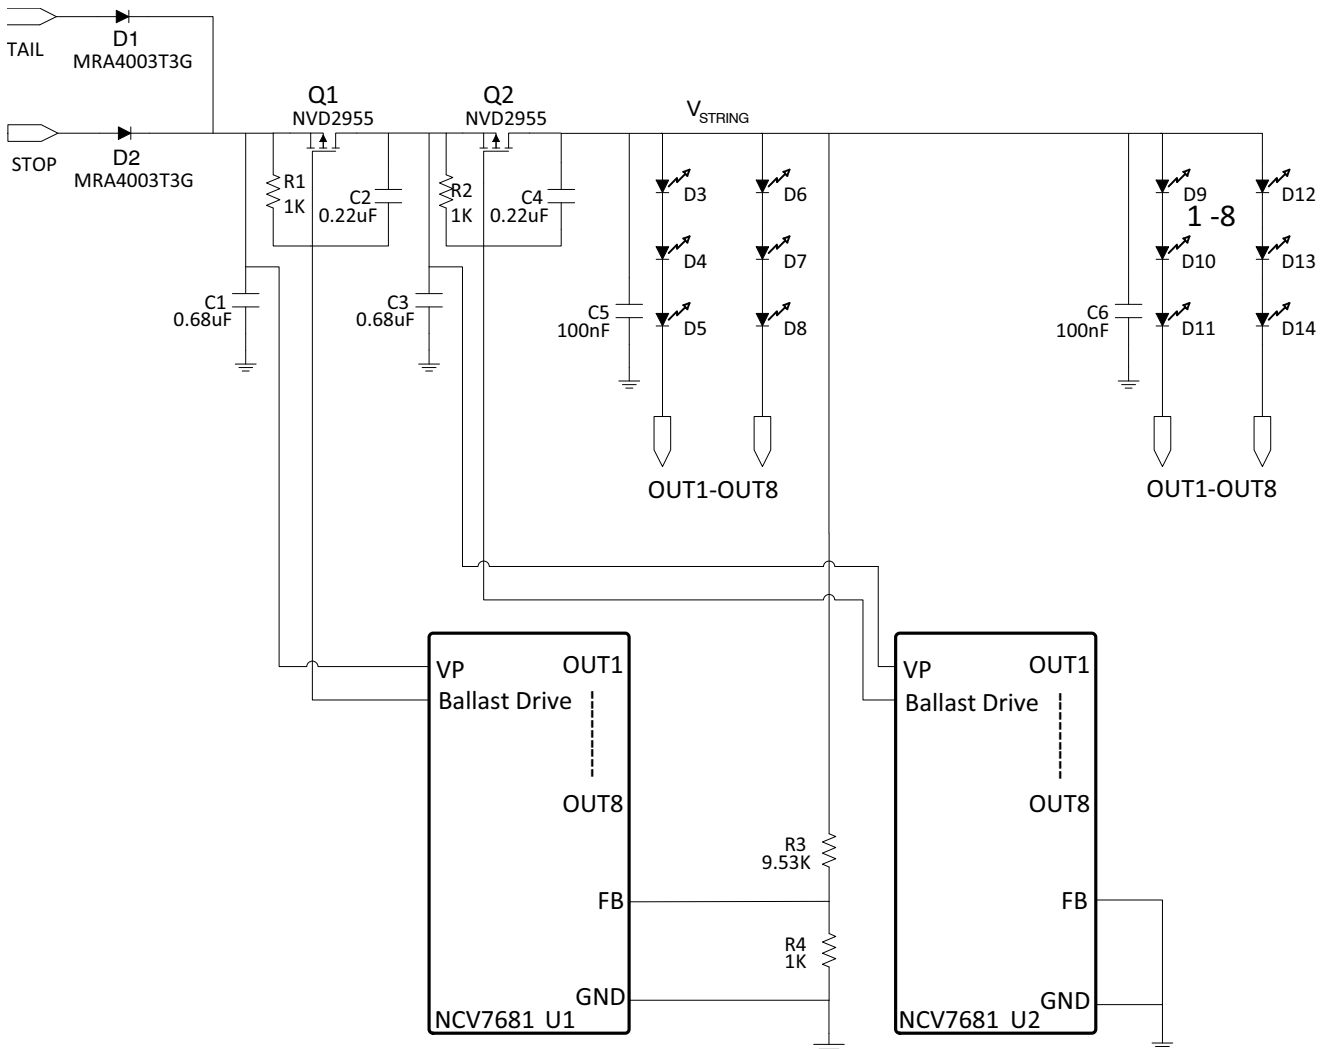 TAIL
D1
MRA4003T3G
STOP
D2
MRA4003T3G
Q1
NVD2955
Q2
NVD2955
VSTRING
R1
1K
C2
0.22uF
R2
1K
C4
0.22uF
C1
0.68uF
C3
0.68uF
C5
100nF
D3
D4
D5
D6
D7
D8
OUT1-OUT8
C6
100nF
D9
1 -8
D10
D11
D12
D13
D14
OUT1-OUT8
VP
Ballast Drive
OUT1
OUT8
FB
GND
NCV7681 U1
R3
9.53K
R4
1K
VP
Ballast Drive
OUT1
OUT8
FB
GND
NCV7681 U2